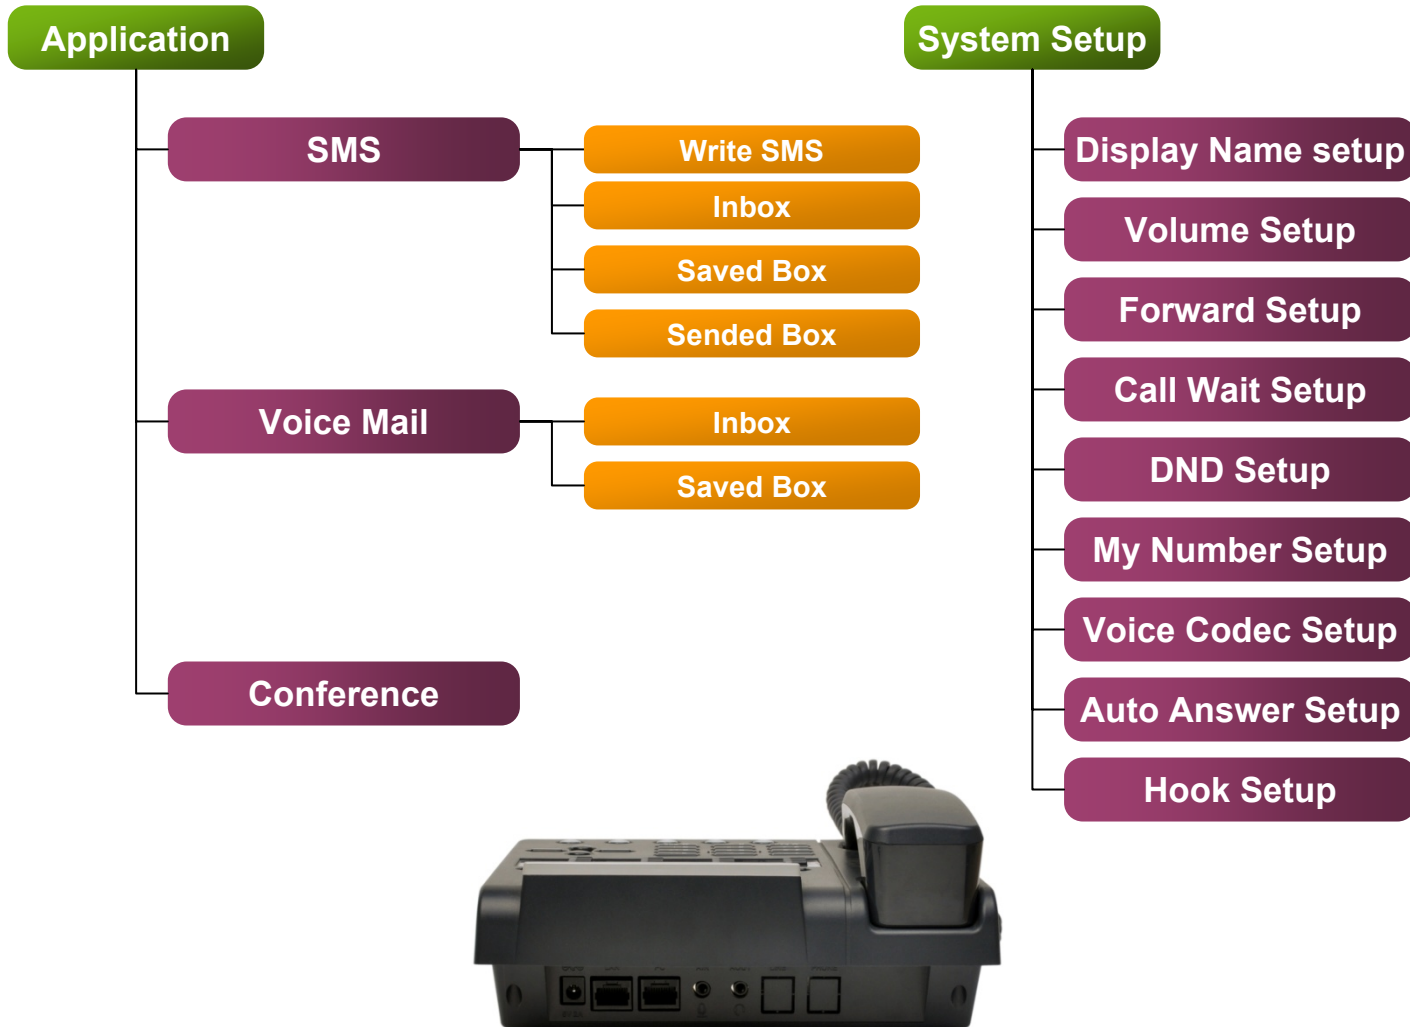 Application
SMS
Write SMS
Inbox
Saved Box
Sended Box
Voice Mail
Inbox
Saved Box
Conference
System Setup
Display Name setup
Volume Setup
Forward Setup
Call Wait Setup
DND Setup
My Number Setup
Voice Codec Setup
Auto Answer Setup
Hook Setup